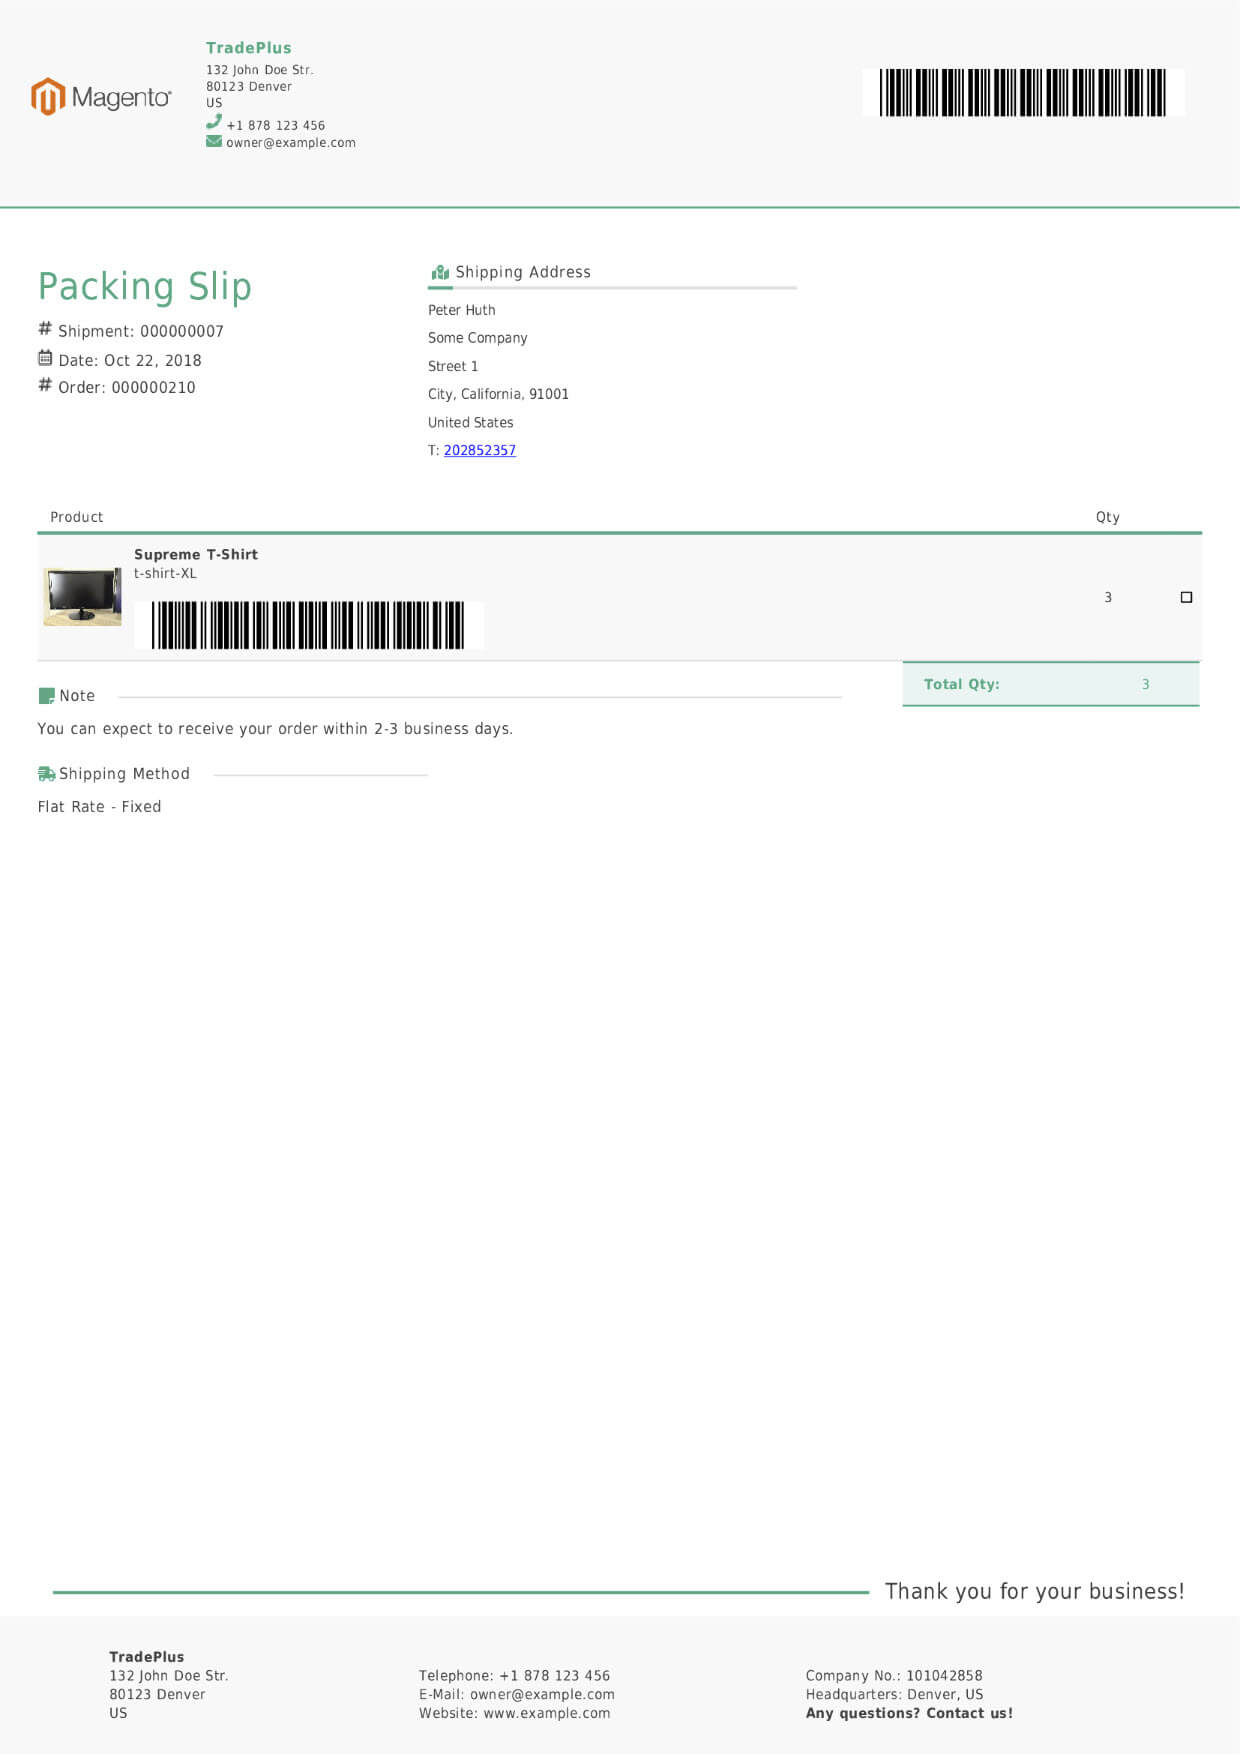 Magento
TradePlus
132 John Doe Str.
80123 Denver
US
+1 878 123 456
owner@example.com
Packing Slip
# Shipment: 000000007
Date: Oct 22, 2018
# Order: 000000210
Shipping Address
Peter Huth
Some Company
Street 1
City, California, 91001
United States
T: 202852357
Product Qty
Supreme T-Shirt
t-shirt-XL
3
Total Qty: 3
Note
You can expect to receive your order within 2-3 business days.
Shipping Method
Flat Rate - Fixed
Thank you for your business!
TradePlus
132 John Doe Str.
80123 Denver
US
Telephone: +1 878 123 456
E-Mail: owner@example.com
Website: www.example.com
Company No.: 101042858
Headquarters: Denver, US
Any questions? Contact us!